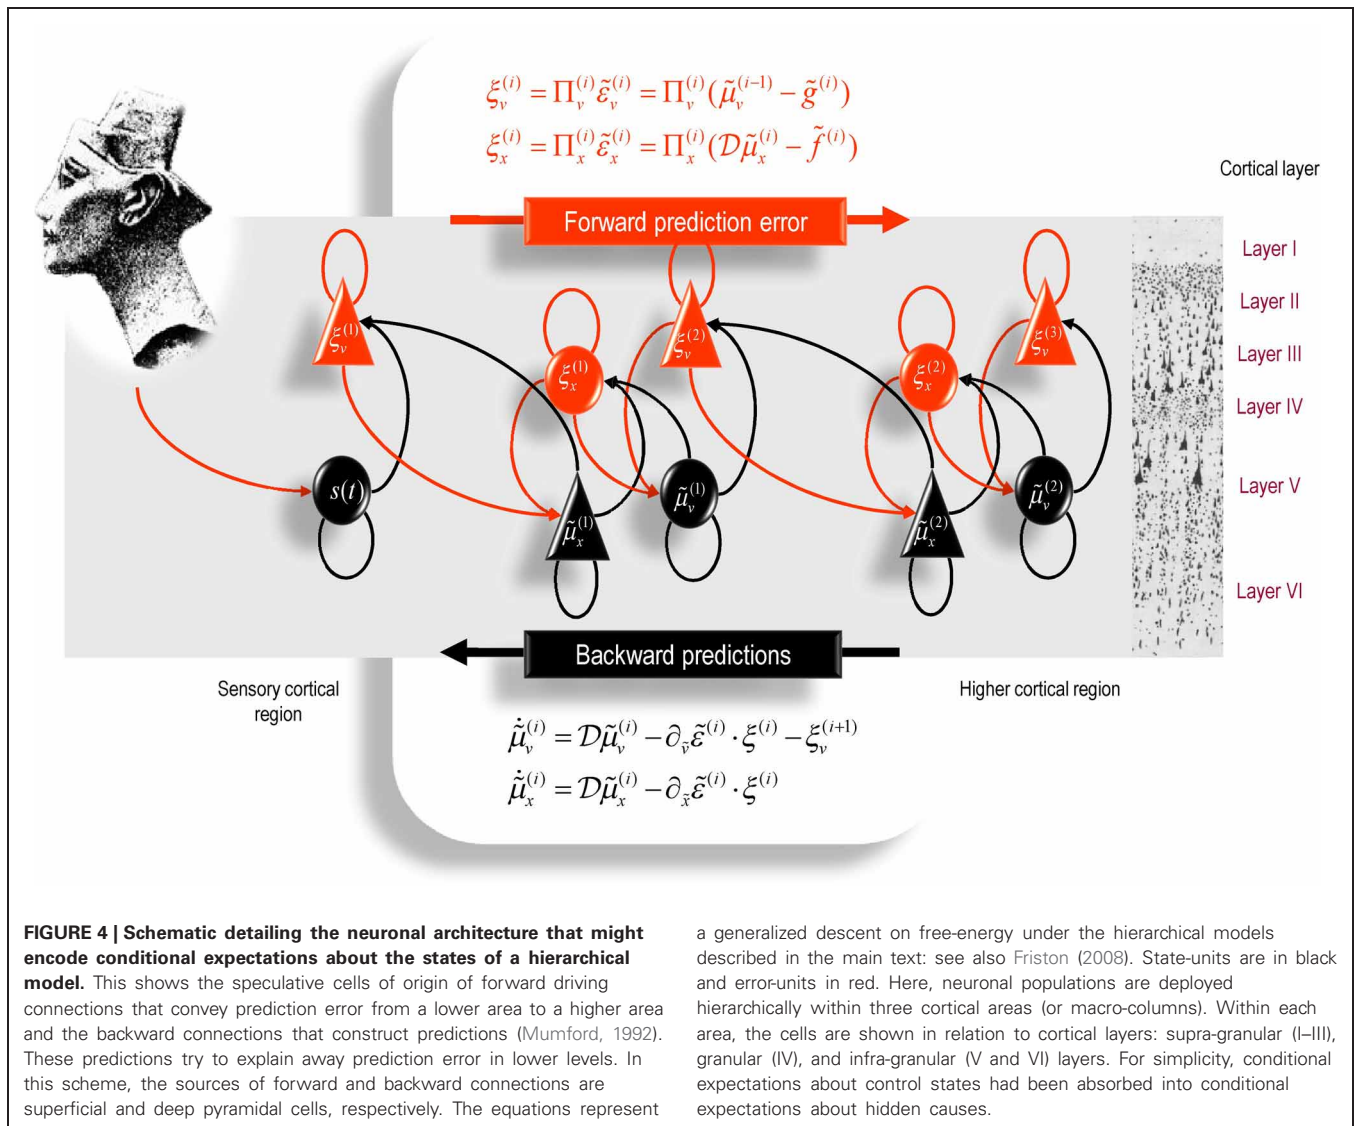 ξ_v^(i) = Π_v^(i) ε̃_v^(i) = Π_v^(i) (μ̃_v^(i−1) − g̃^(i))
ξ_x^(i) = Π_x^(i) ε̃_x^(i) = Π_x^(i) (𝒟μ̃_x^(i) − f̃^(i))
Cortical layer
Forward prediction error
Layer I
Layer II
Layer III
Layer IV
Layer V
Layer VI
ξ_v^(1)
ξ_x^(1)
ξ_v^(2)
ξ_x^(2)
ξ_v^(3)
s(t)
μ̃_x^(1)
μ̃_v^(1)
μ̃_x^(2)
μ̃_v^(2)
Backward predictions
Sensory cortical
region
Higher cortical region
μ̃̇_v^(i) = 𝒟μ̃_v^(i) − ∂_ṽ ε̃^(i) · ξ^(i) − ξ_v^(i+1)
μ̃̇_x^(i) = 𝒟μ̃_x^(i) − ∂_x̃ ε̃^(i) · ξ^(i)
FIGURE 4 | Schematic detailing the neuronal architecture that might
encode conditional expectations about the states of a hierarchical
model. This shows the speculative cells of origin of forward driving
connections that convey prediction error from a lower area to a higher area
and the backward connections that construct predictions (Mumford, 1992).
These predictions try to explain away prediction error in lower levels. In
this scheme, the sources of forward and backward connections are
superficial and deep pyramidal cells, respectively. The equations represent
a generalized descent on free-energy under the hierarchical models
described in the main text: see also Friston (2008). State-units are in black
and error-units in red. Here, neuronal populations are deployed
hierarchically within three cortical areas (or macro-columns). Within each
area, the cells are shown in relation to cortical layers: supra-granular (I–III),
granular (IV), and infra-granular (V and VI) layers. For simplicity, conditional
expectations about control states had been absorbed into conditional
expectations about hidden causes.